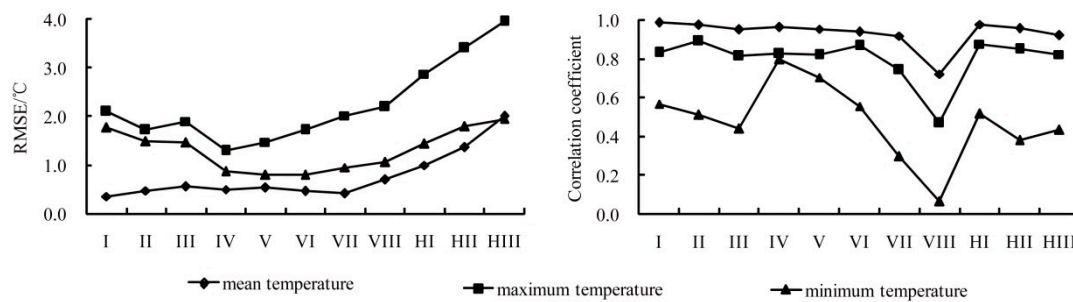 4.0
3.0
2.0
1.0
0.0
RMSE/℃
I II III IV V VI VII VIII HI HII HIII
1.0
0.8
0.6
0.4
0.2
0.0
Correlation coefficient
I II III IV V VI VII VIII HI HII HIII
mean temperature maximum temperature minimum temperature